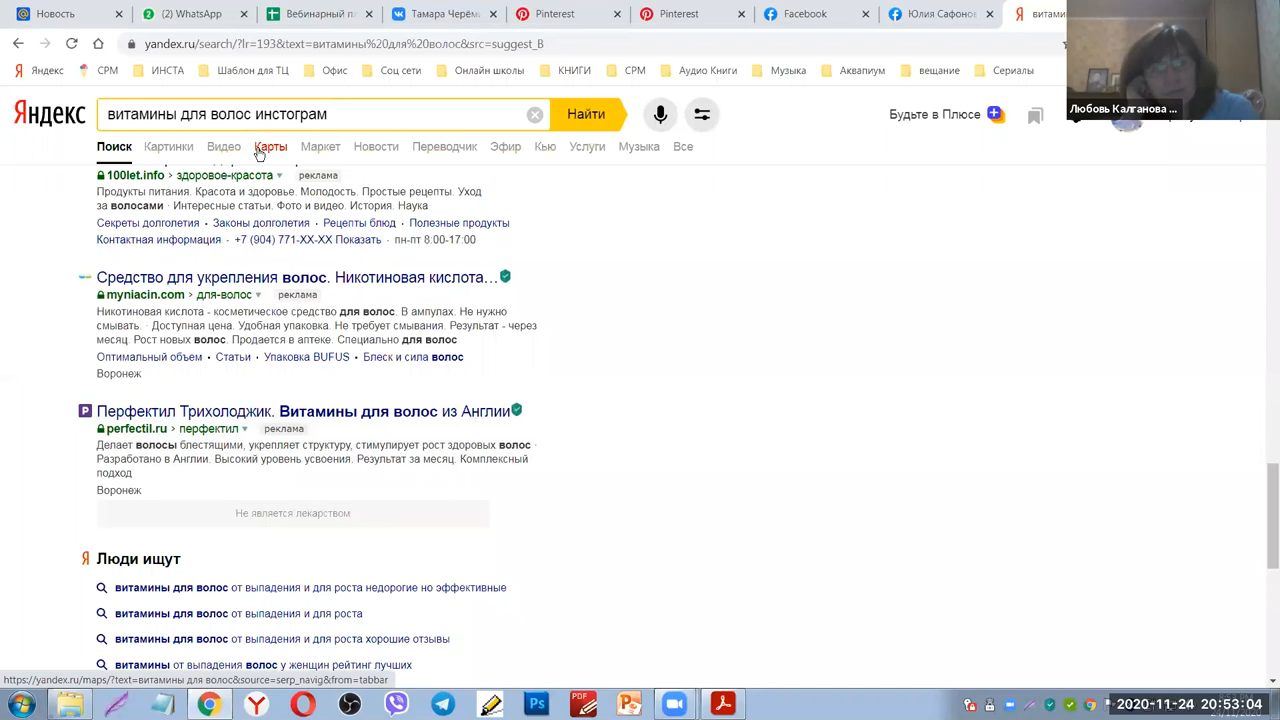 Новость
(2) WhatsApp
Вебинарный
Тамара Черём
Pinterest
Pinterest
Facebook
Юлия Сафонов
витамин
yandex.ru/search/?lr=193&text=витамины%20для%20волос&src=suggest_B
Яндекс
СРМ
ИНСТА
Шаблон для ТЦ
Офис
Соц сети
Онлайн школы
КНИГИ
СРМ
Аудио Книги
Музыка
Аквапиум
вещание
Сериалы
Любовь Калганова ...
Яндекс
витамины для волос инстограм
Найти
Будьте в Плюсе
Поиск Картинки Видео Карты Маркет Новости Переводчик Эфир Кью Услуги Музыка Все
100let.info › здоровое-красота реклама
Продукты питания. Красота и здоровье. Молодость. Простые рецепты. Уход
за волосами · Интересные статьи. Фото и видео. История. Наука
Секреты долголетия · Законы долголетия · Рецепты блюд · Полезные продукты
Контактная информация · +7 (904) 771-XX-XX Показать · пн-пт 8:00-17:00
Средство для укрепления волос. Никотиновая кислота…
myniacin.com › для-волос реклама
Никотиновая кислота - косметическое средство для волос. В ампулах. Не нужно
смывать. · Доступная цена. Удобная упаковка. Не требует смывания. Результат - через
месяц. Рост новых волос. Продается в аптеке. Специально для волос
Оптимальный объем · Статьи · Упаковка BUFUS · Блеск и сила волос
Воронеж
P Перфектил Трихолоджик. Витамины для волос из Англии
perfectil.ru › перфектил реклама
Делает волосы блестящими, укрепляет структуру, стимулирует рост здоровых волос ·
Разработано в Англии. Высокий уровень усвоения. Результат за месяц. Комплексный
подход
Воронеж
Не является лекарством
Я Люди ищут
витамины для волос от выпадения и для роста недорогие но эффективные
витамины для волос от выпадения и для роста
витамины для волос от выпадения и для роста хорошие отзывы
витамины от выпадения волос у женщин рейтинг лучших
https://yandex.ru/maps/?text=витамины для волос&source=serp_navig&from=tabbar
2020-11-24 20:53:04